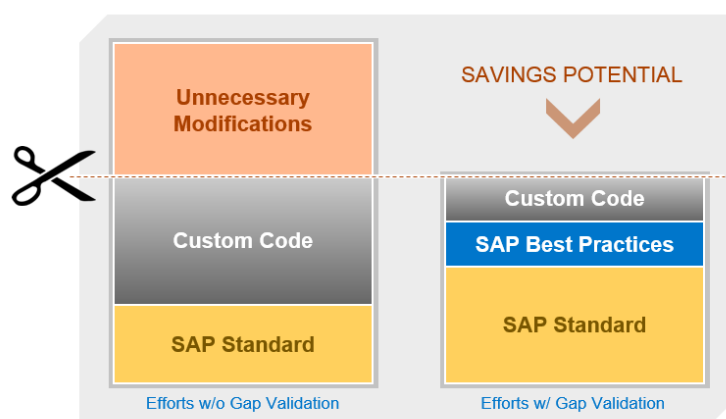 Unnecessary
Modifications
Custom Code
SAP Standard
Efforts w/o Gap Validation
SAVINGS POTENTIAL
Custom Code
SAP Best Practices
SAP Standard
Efforts w/ Gap Validation